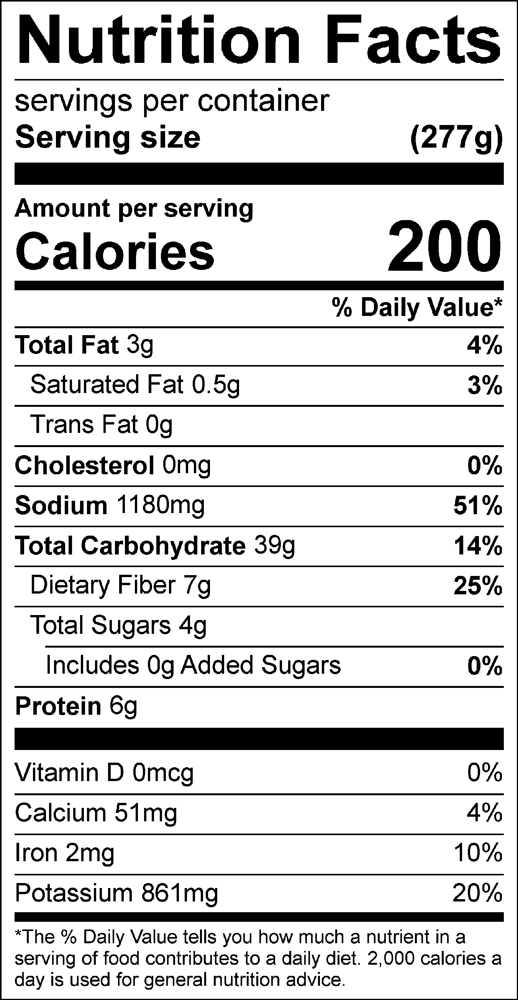 Nutrition Facts
servings per container
Serving size (277g)
Amount per serving
Calories 200
% Daily Value*
Total Fat 3g 4%
Saturated Fat 0.5g 3%
Trans Fat 0g
Cholesterol 0mg 0%
Sodium 1180mg 51%
Total Carbohydrate 39g 14%
Dietary Fiber 7g 25%
Total Sugars 4g
Includes 0g Added Sugars 0%
Protein 6g
Vitamin D 0mcg 0%
Calcium 51mg 4%
Iron 2mg 10%
Potassium 861mg 20%
*The % Daily Value tells you how much a nutrient in a
serving of food contributes to a daily diet. 2,000 calories a
day is used for general nutrition advice.